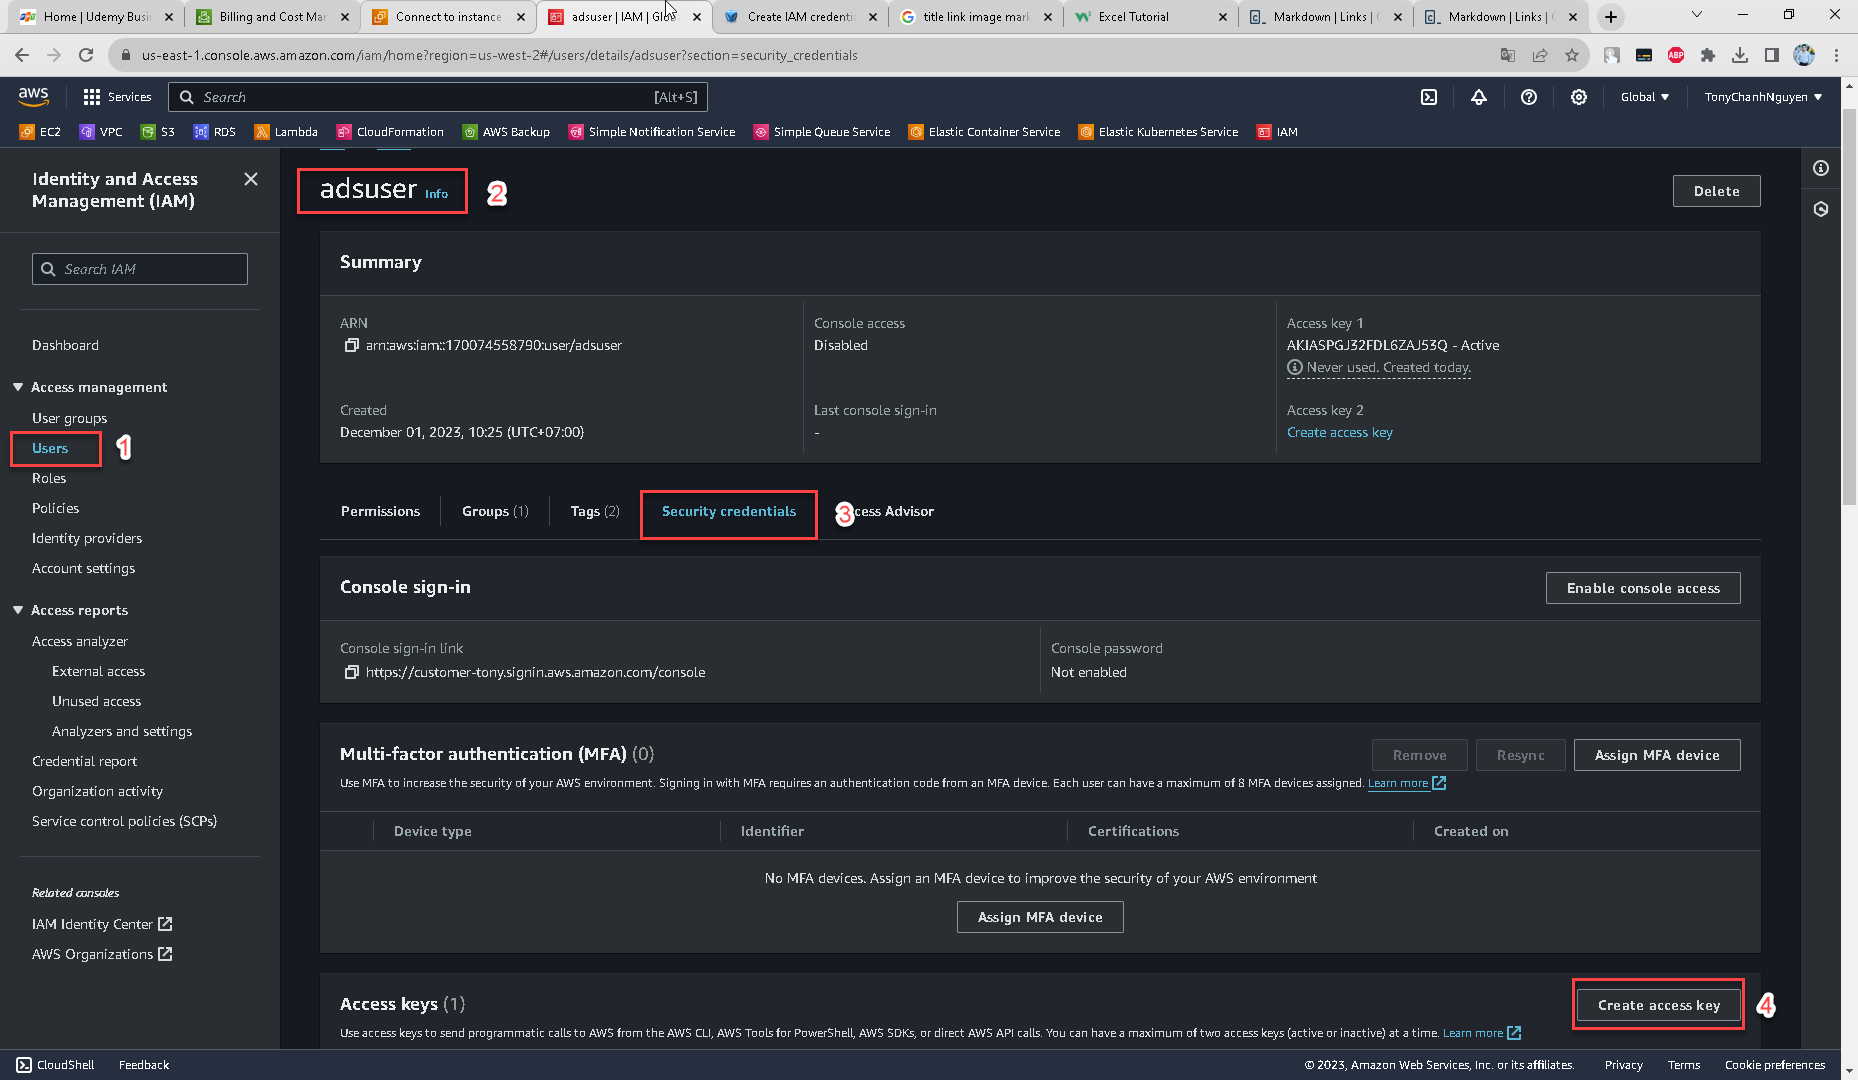 Home | Udemy Busi
Billing and Cost Mar
Connect to instance
adsuser | IAM | Glo
Create IAM credenti
title link image mark
Excel Tutorial
Markdown | Links | C
Markdown | Links | C
us-east-1.console.aws.amazon.com/iam/home?region=us-west-2#/users/details/adsuser?section=security_credentials
ABP
aws
Services
Search
[Alt+S]
Global
TonyChanhNguyen
EC2
VPC
S3
RDS
Lambda
CloudFormation
AWS Backup
Simple Notification Service
Simple Queue Service
Elastic Container Service
Elastic Kubernetes Service
IAM
Identity and Access
Management (IAM)
Search IAM
Dashboard
Access management
User groups
Users
1
Roles
Policies
Identity providers
Account settings
Access reports
Access analyzer
External access
Unused access
Analyzers and settings
Credential report
Organization activity
Service control policies (SCPs)
Related consoles
IAM Identity Center
AWS Organizations
adsuser Info
2
Delete
Summary
ARN
arn:aws:iam::170074558790:user/adsuser
Console access
Disabled
Access key 1
AKIASPGJ32FDL6ZAJ53Q - Active
Never used. Created today.
Created
December 01, 2023, 10:25 (UTC+07:00)
Last console sign-in
-
Access key 2
Create access key
Permissions
Groups (1)
Tags (2)
Security credentials
3
cess Advisor
Console sign-in
Enable console access
Console sign-in link
https://customer-tony.signin.aws.amazon.com/console
Console password
Not enabled
Multi-factor authentication (MFA) (0)
Remove
Resync
Assign MFA device
Use MFA to increase the security of your AWS environment. Signing in with MFA requires an authentication code from an MFA device. Each user can have a maximum of 8 MFA devices assigned. Learn more
Device type
Identifier
Certifications
Created on
No MFA devices. Assign an MFA device to improve the security of your AWS environment
Assign MFA device
Access keys (1)
Create access key
4
Use access keys to send programmatic calls to AWS from the AWS CLI, AWS Tools for PowerShell, AWS SDKs, or direct AWS API calls. You can have a maximum of two access keys (active or inactive) at a time. Learn more
CloudShell
Feedback
© 2023, Amazon Web Services, Inc. or its affiliates.
Privacy
Terms
Cookie preferences